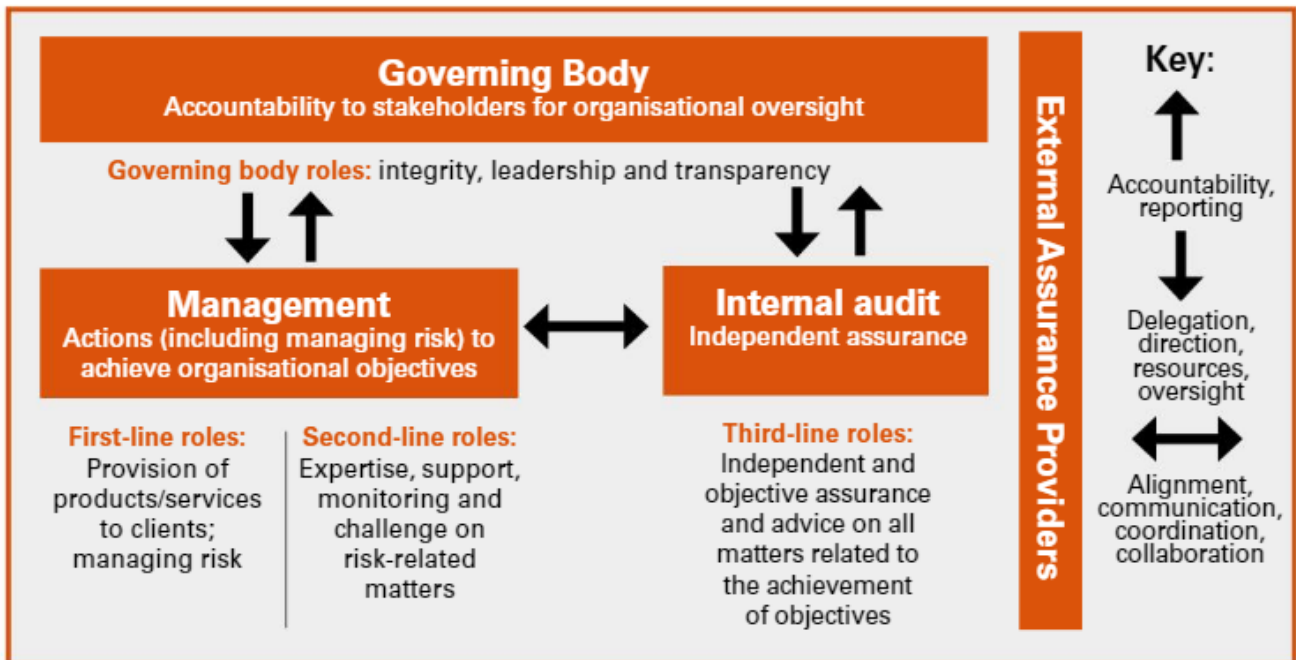 Governing Body
Accountability to stakeholders for organisational oversight
Governing body roles: integrity, leadership and transparency
Management
Actions (including managing risk) to
achieve organisational objectives
Internal audit
Independent assurance
First-line roles:
Provision of
products/services
to clients;
managing risk
Second-line roles:
Expertise, support,
monitoring and
challenge on
risk-related
matters
Third-line roles:
Independent and
objective assurance
and advice on all
matters related to
the achievement
of objectives
External Assurance Providers
Key:
Accountability,
reporting
Delegation,
direction,
resources,
oversight
Alignment,
communication,
coordination,
collaboration